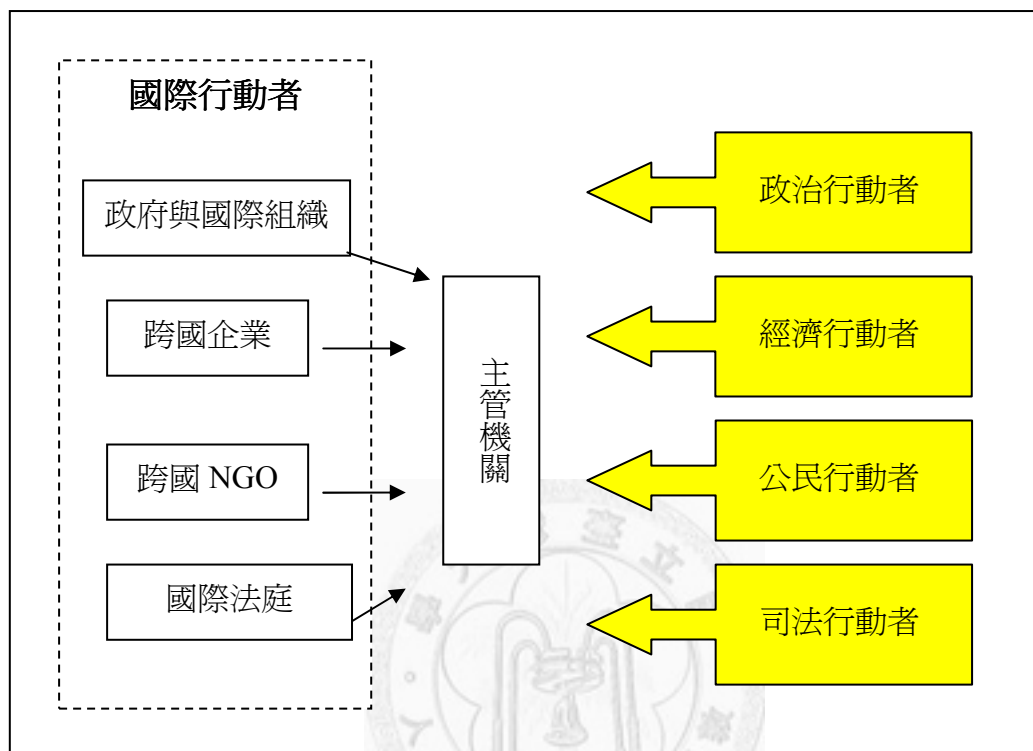 國際行動者
政府與國際組織
跨國企業
跨國 NGO
國際法庭
主管機關
政治行動者
經濟行動者
公民行動者
司法行動者